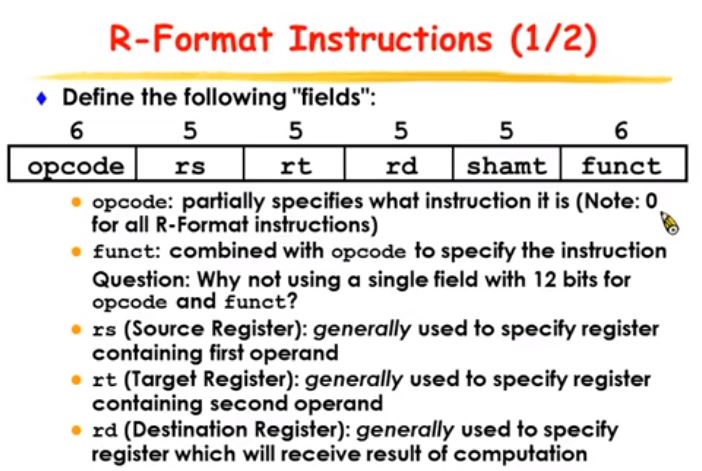 R-Format Instructions (1/2)
Define the following "fields":
6 5 5 5 5 6
opcode rs rt rd shamt funct
opcode: partially specifies what instruction it is (Note: 0
for all R-Format instructions)
funct: combined with opcode to specify the instruction
Question: Why not using a single field with 12 bits for
opcode and funct?
rs (Source Register): generally used to specify register
containing first operand
rt (Target Register): generally used to specify register
containing second operand
rd (Destination Register): generally used to specify
register which will receive result of computation